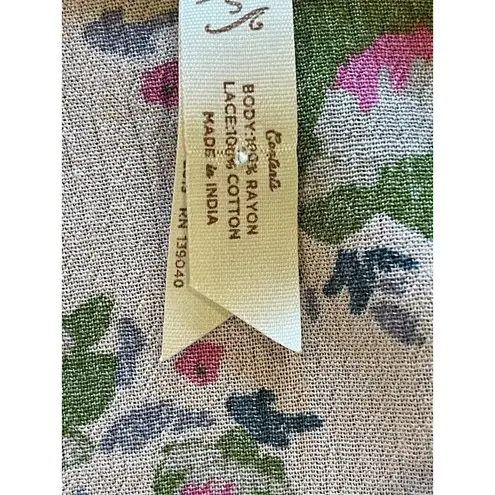 Contents
BODY:100% RAYON
LACE:100% COTTON
MADE in INDIA
RN 139040